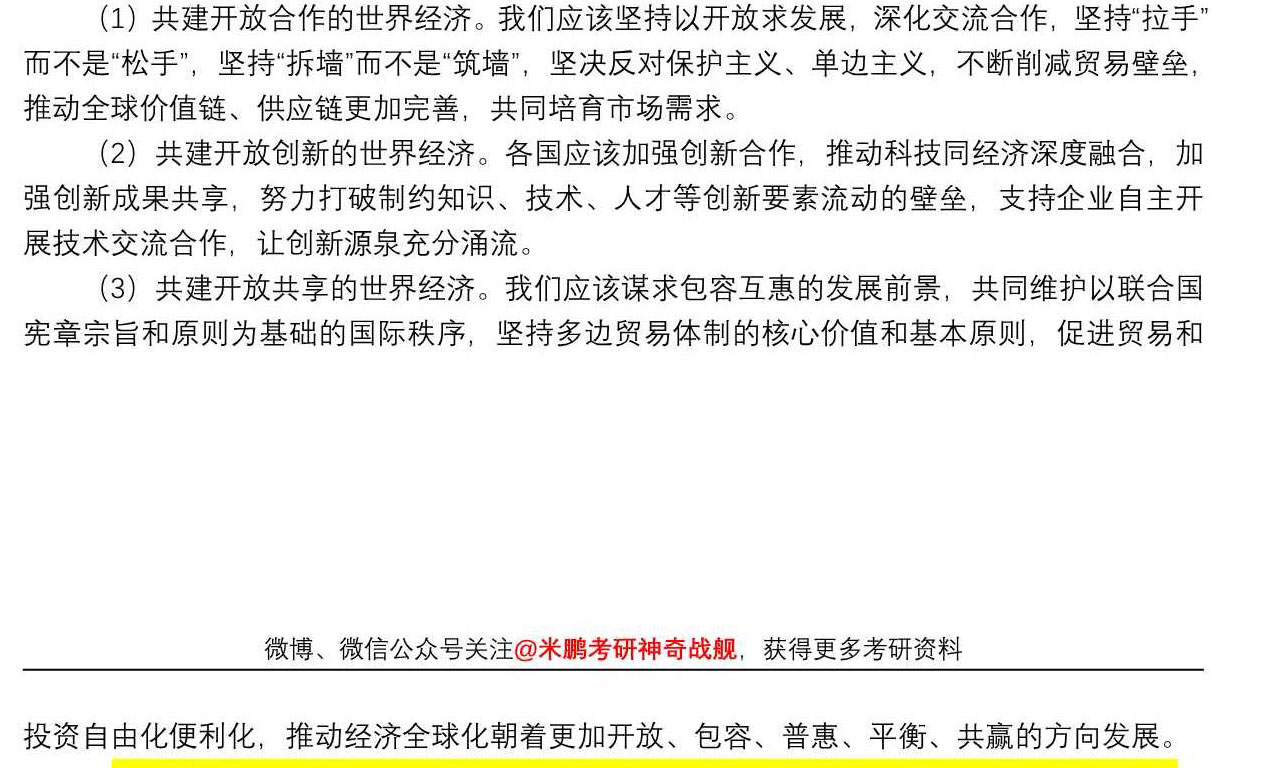 （1）共建开放合作的世界经济。我们应该坚持以开放求发展，深化交流合作，坚持“拉手”
而不是“松手”，坚持“拆墙”而不是“筑墙”，坚决反对保护主义、单边主义，不断削减贸易壁垒，
推动全球价值链、供应链更加完善，共同培育市场需求。
（2）共建开放创新的世界经济。各国应该加强创新合作，推动科技同经济深度融合，加
强创新成果共享，努力打破制约知识、技术、人才等创新要素流动的壁垒，支持企业自主开
展技术交流合作，让创新源泉充分涌流。
（3）共建开放共享的世界经济。我们应该谋求包容互惠的发展前景，共同维护以联合国
宪章宗旨和原则为基础的国际秩序，坚持多边贸易体制的核心价值和基本原则，促进贸易和
微博、微信公众号关注@米鹏考研神奇战舰，获得更多考研资料
投资自由化便利化，推动经济全球化朝着更加开放、包容、普惠、平衡、共赢的方向发展。